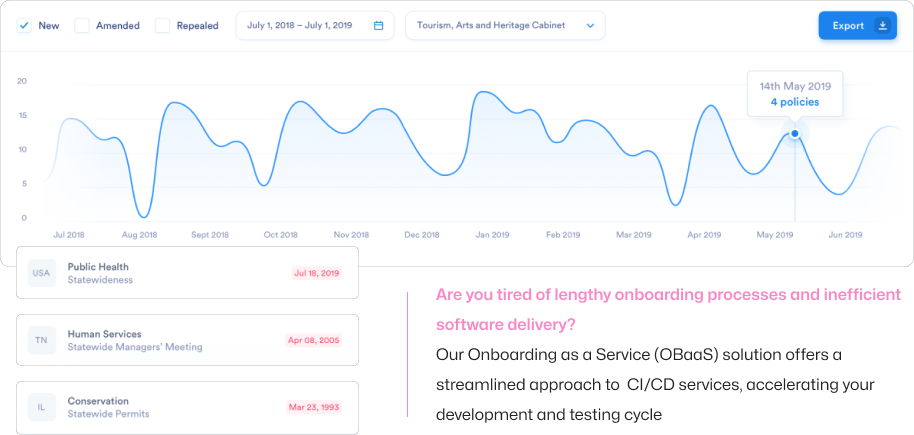 New Amended Repealed July 1, 2018 – July 1, 2019 Tourism, Arts and Heritage Cabinet Export
20
14th May 2019
4 policies
15
10
5
0
Jul 2018 Aug 2018 Sept 2018 Oct 2018 Nov 2018 Dec 2018 Jan 2019 Feb 2019 Mar 2019 Apr 2019 May 2019 Jun 2019
USA Public Health Jul 18, 2019
Statewideness
TN Human Services Apr 08, 2005
Statewide Managers' Meeting
IL Conservation Mar 23, 1993
Statewide Permits
Are you tired of lengthy onboarding processes and inefficient
software delivery?
Our Onboarding as a Service (OBaaS) solution offers a
streamlined approach to CI/CD services, accelerating your
development and testing cycle